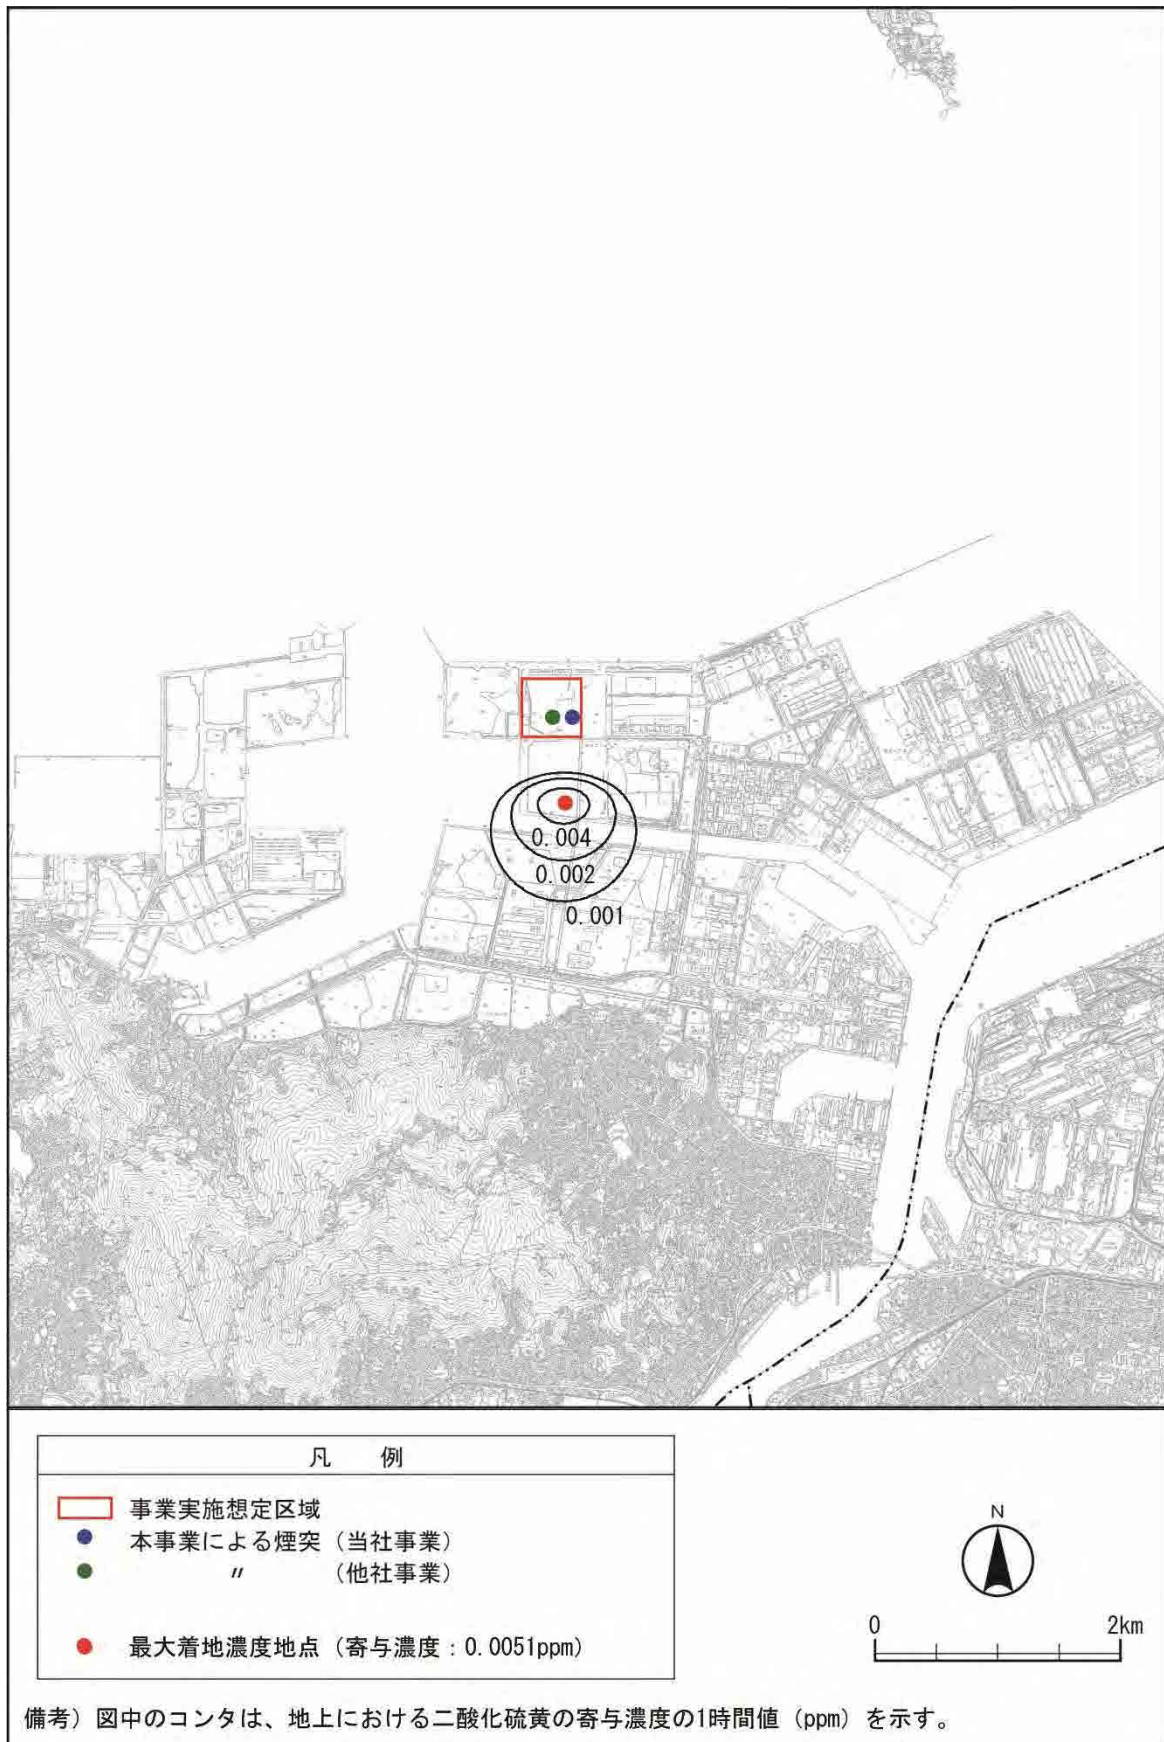 0.004
0.002
0.001
凡 例
事業実施想定区域
本事業による煙突（当社事業）
〃 （他社事業）
最大着地濃度地点（寄与濃度：0.0051ppm）
N
0 2km
備考）図中のコンタは、地上における二酸化硫黄の寄与濃度の1時間値（ppm）を示す。